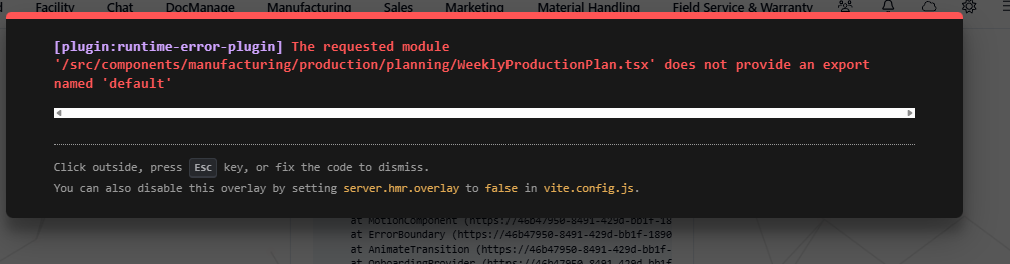 Facility Chat DocManage Manufacturing Sales Marketing Material Handling Field Service & Warranty
[plugin:runtime-error-plugin] The requested module
'/src/components/manufacturing/production/planning/WeeklyProductionPlan.tsx' does not provide an export
named 'default'
Click outside, press Esc key, or fix the code to dismiss.
You can also disable this overlay by setting server.hmr.overlay to false in vite.config.js.
at MotionComponent (https://46b47950-8491-429d-bb1f-18
at ErrorBoundary (https://46b47950-8491-429d-bb1f-1890
at AnimateTransition (https://46b47950-8491-429d-bb1f-
at OnboardingProvider (https://46b47950-8491-429d-bb1f